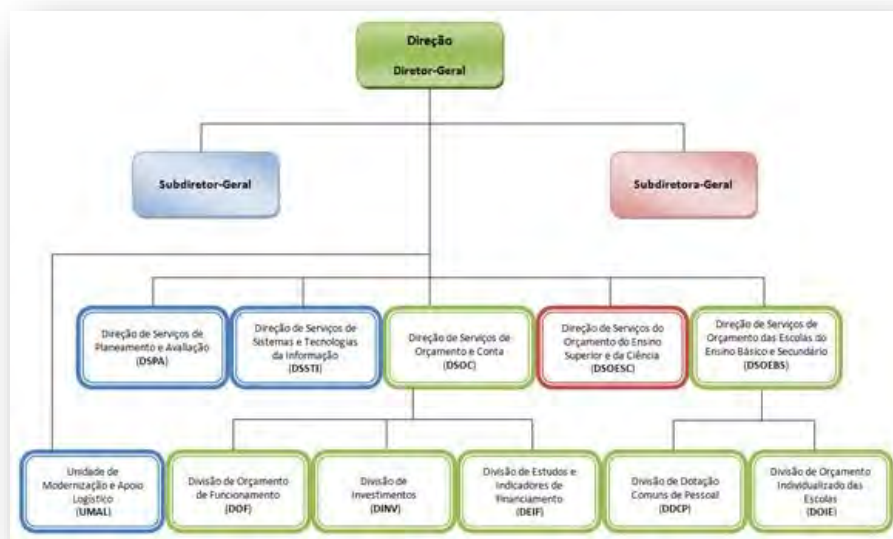 Direção
Diretor-Geral
Subdiretor-Geral
Subdiretora-Geral
Direção de Serviços de
Planeamento e Avaliação
(DSPA)
Direção de Serviços de
Sistemas e Tecnologias
da Informação
(DSSTI)
Direção de Serviços de
Orçamento e Conta
(DSOC)
Direção de Serviços do
Orçamento do Ensino
Superior e da Ciência
(DSOESC)
Direção de Serviços de
Orçamento das Escolas do
Ensino Básico e Secundário
(DSOEBS)
Unidade de
Modernização e Apoio
Logístico
(UMAL)
Divisão de Orçamento
de Funcionamento
(DOF)
Divisão de
Investimentos
(DINV)
Divisão de Estudos e
Indicadores de
Financiamento
(DEIF)
Divisão de Dotação
Comuns de Pessoal
(DDCP)
Divisão de Orçamento
Individualizado das
Escolas
(DOIE)